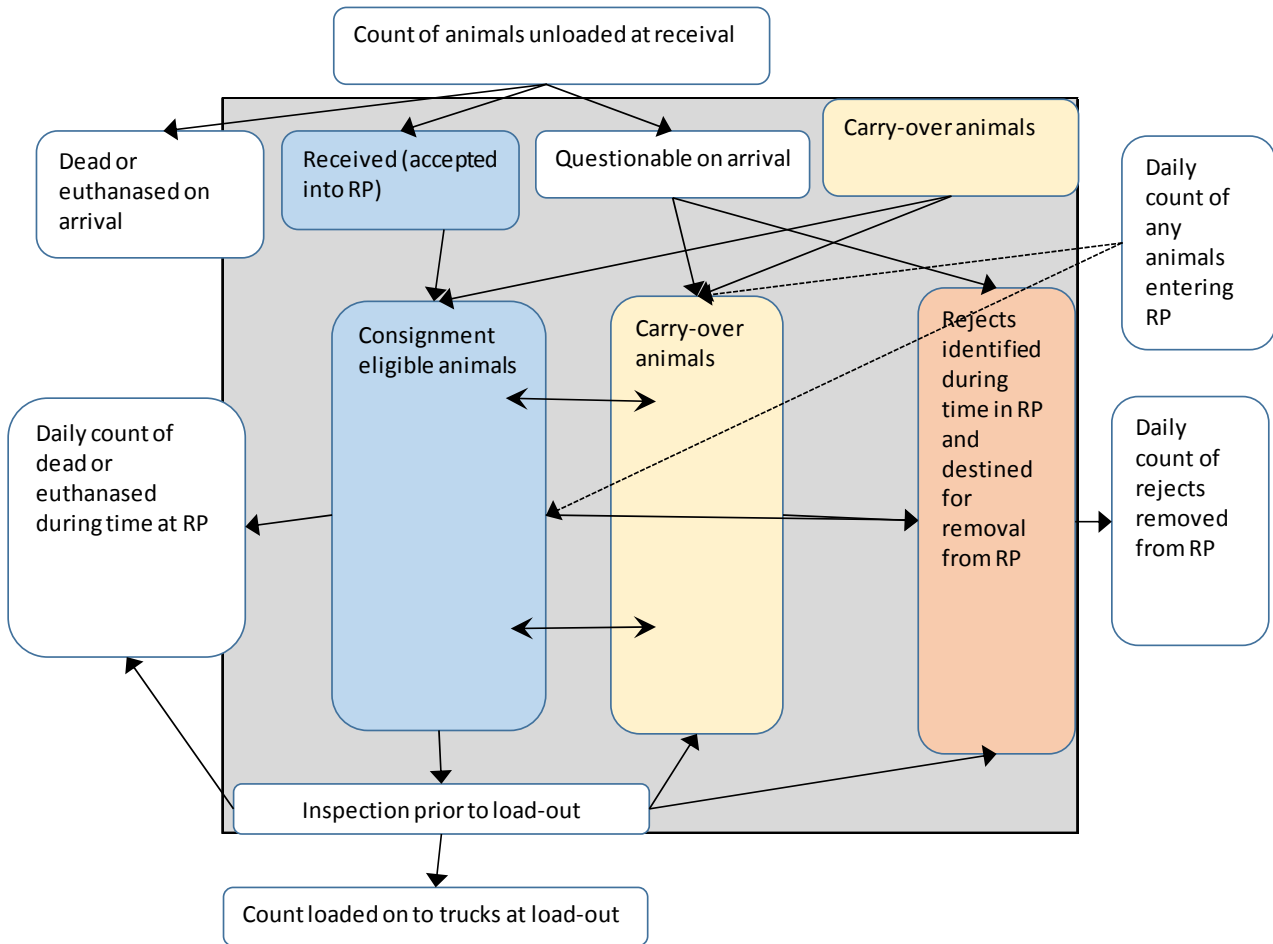 Count of animals unloaded at receival
Dead or
euthanased on
arrival
Received (accepted
into RP)
Questionable on arrival
Carry-over animals
Daily
count of
any
animals
entering
RP
Consignment
eligible animals
Carry-over
animals
Rejects
identified
during
time in RP
and
destined
for
removal
from RP
Daily count of
dead or
euthanased
during time at RP
Daily
count of
rejects
removed
from RP
Inspection prior to load-out
Count loaded on to trucks at load-out